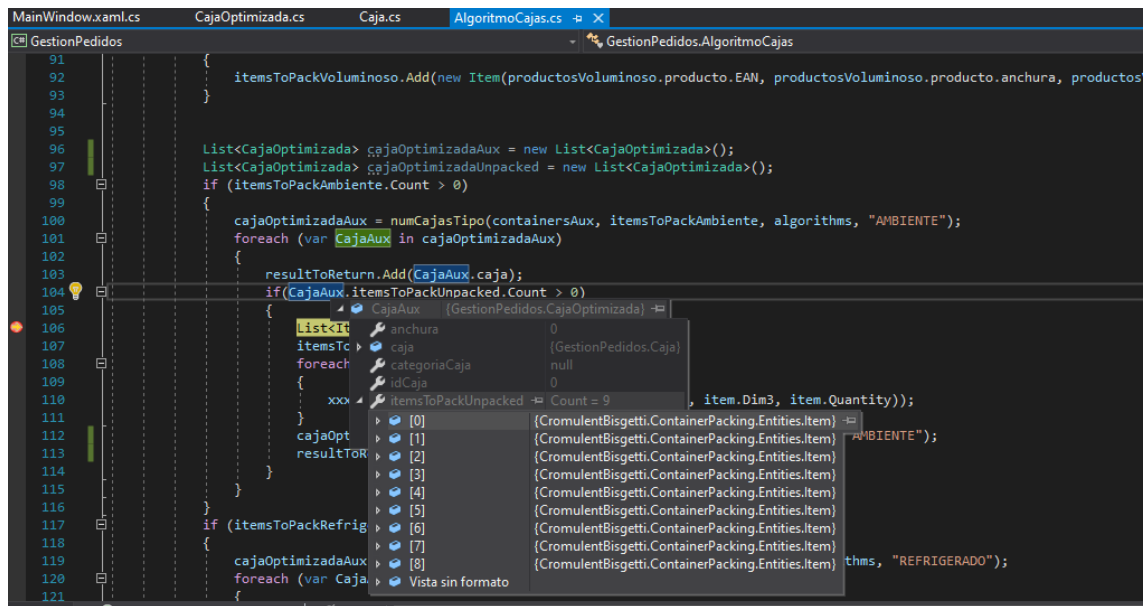 MainWindow.xaml.cs CajaOptimizada.cs Caja.cs AlgoritmoCajas.cs
C# GestionPedidos GestionPedidos.AlgoritmoCajas
91 {
92 itemsToPackVoluminoso.Add(new Item(productosVoluminoso.producto.EAN, productosVoluminoso.producto.anchura, productos
93 }
94
95
96 List<CajaOptimizada> cajaOptimizadaAux = new List<CajaOptimizada>();
97 List<CajaOptimizada> cajaOptimizadaUnpacked = new List<CajaOptimizada>();
98 if (itemsToPackAmbiente.Count > 0)
99 {
100 cajaOptimizadaAux = numCajasTipo(containersAux, itemsToPackAmbiente, algorithms, "AMBIENTE");
101 foreach (var CajaAux in cajaOptimizadaAux)
102 {
103 resultToReturn.Add(CajaAux.caja);
104 if(CajaAux.itemsToPackUnpacked.Count > 0)
105 { CajaAux {GestionPedidos.CajaOptimizada}
106 List<It anchura 0
107 itemsTo caja {GestionPedidos.Caja}
108 foreach categoriaCaja null
109 { idCaja 0
110 xxx itemsToPackUnpacked Count = 9 , item.Dim3, item.Quantity));
111 } [0] {CromulentBisgetti.ContainerPacking.Entities.Item}
112 cajaOpt [1] {CromulentBisgetti.ContainerPacking.Entities.Item} AMBIENTE");
113 resultToR [2] {CromulentBisgetti.ContainerPacking.Entities.Item}
114 } [3] {CromulentBisgetti.ContainerPacking.Entities.Item}
115 } [4] {CromulentBisgetti.ContainerPacking.Entities.Item}
116 } [5] {CromulentBisgetti.ContainerPacking.Entities.Item}
117 if (itemsToPackRefrig [6] {CromulentBisgetti.ContainerPacking.Entities.Item}
118 { [7] {CromulentBisgetti.ContainerPacking.Entities.Item}
119 cajaOptimizadaAux [8] {CromulentBisgetti.ContainerPacking.Entities.Item} thms, "REFRIGERADO");
120 foreach (var Caja Vista sin formato
121 {